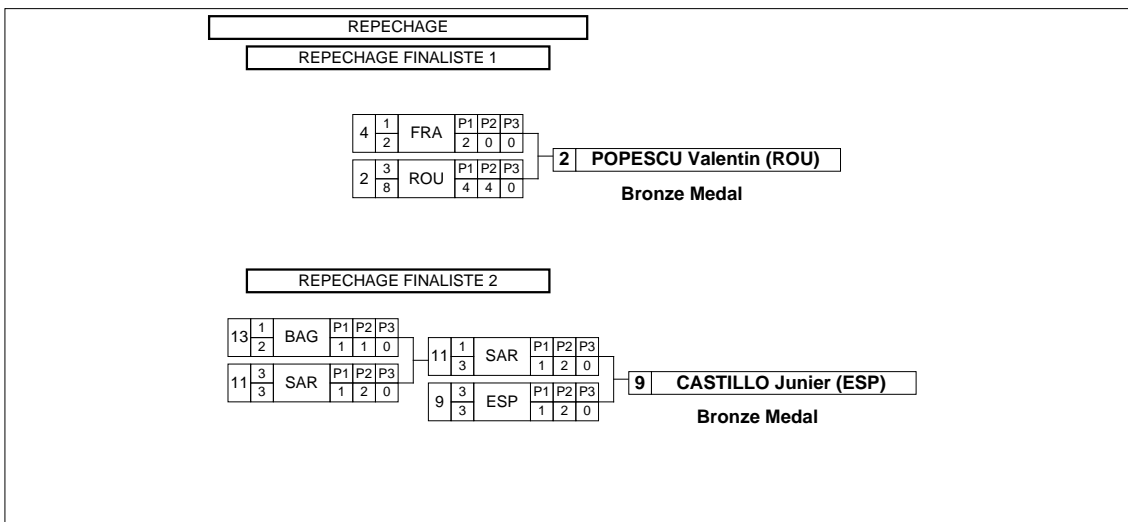 REPECHAGE
REPECHAGE FINALISTE 1
4 1 FRA P1 P2 P3
2 2 0 0
2 POPESCU Valentin (ROU)
2 3 ROU P1 P2 P3
8 4 4 0
Bronze Medal
REPECHAGE FINALISTE 2
13 1 BAG P1 P2 P3
2 1 1 0
11 3 SAR P1 P2 P3
3 1 2 0
11 1 SAR P1 P2 P3
3 1 2 0
9 3 ESP P1 P2 P3
3 1 2 0
9 CASTILLO Junier (ESP)
Bronze Medal